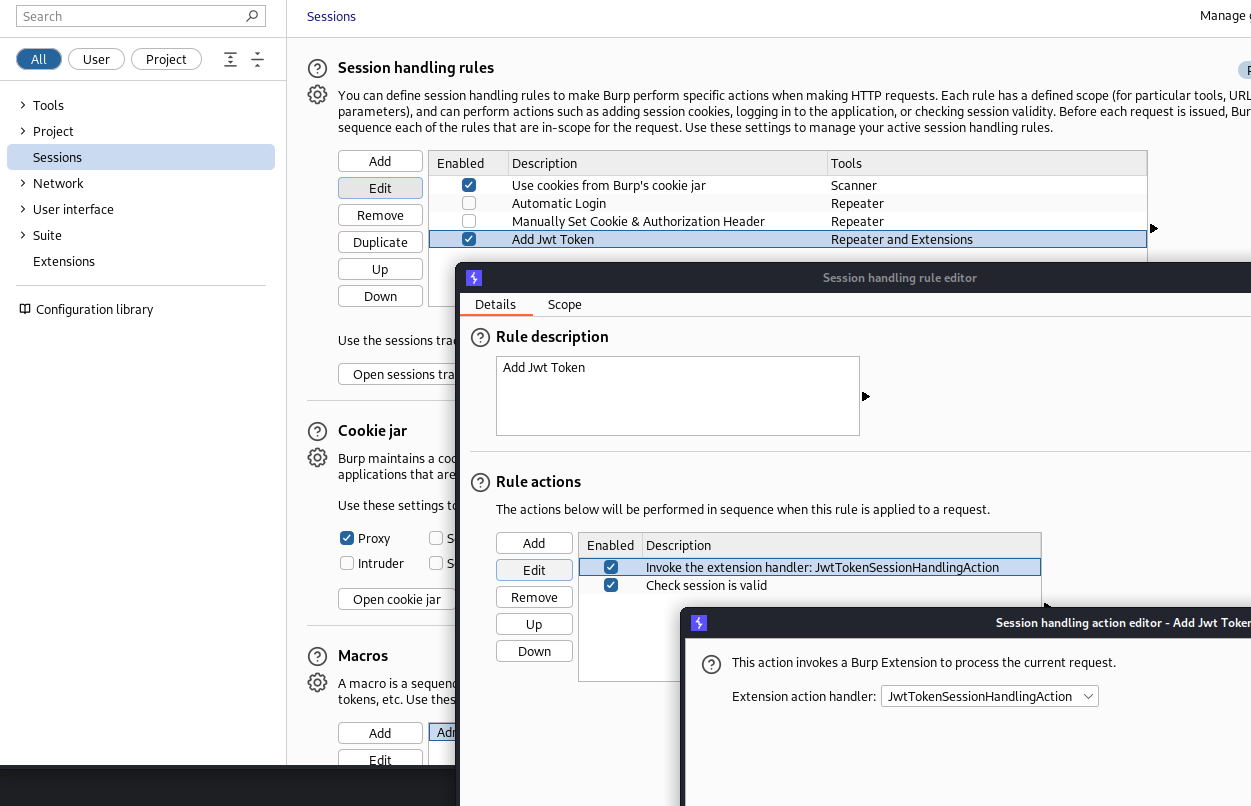 Search
Sessions
Manage
All
User
Project
Tools
Project
Sessions
Network
User interface
Suite
Extensions
Configuration library
Session handling rules
You can define session handling rules to make Burp perform specific actions when making HTTP requests. Each rule has a defined scope (for particular tools, URL
parameters), and can perform actions such as adding session cookies, logging in to the application, or checking session validity. Before each request is issued, Bur
sequence each of the rules that are in-scope for the request. Use these settings to manage your active session handling rules.
Add
Edit
Remove
Duplicate
Up
Down
Enabled Description Tools
Use cookies from Burp's cookie jar Scanner
Automatic Login Repeater
Manually Set Cookie & Authorization Header Repeater
Add Jwt Token Repeater and Extensions
Use the sessions tra
Open sessions tra
Cookie jar
Burp maintains a coo
applications that are
Use these settings to
Proxy S
Intruder S
Open cookie jar
Macros
A macro is a sequenc
tokens, etc. Use thes
Add
Edit
Adr
Session handling rule editor
Details Scope
Rule description
Add Jwt Token
Rule actions
The actions below will be performed in sequence when this rule is applied to a request.
Add
Edit
Remove
Up
Down
Enabled Description
Invoke the extension handler: JwtTokenSessionHandlingAction
Check session is valid
Session handling action editor - Add Jwt Token
This action invokes a Burp Extension to process the current request.
Extension action handler: JwtTokenSessionHandlingAction